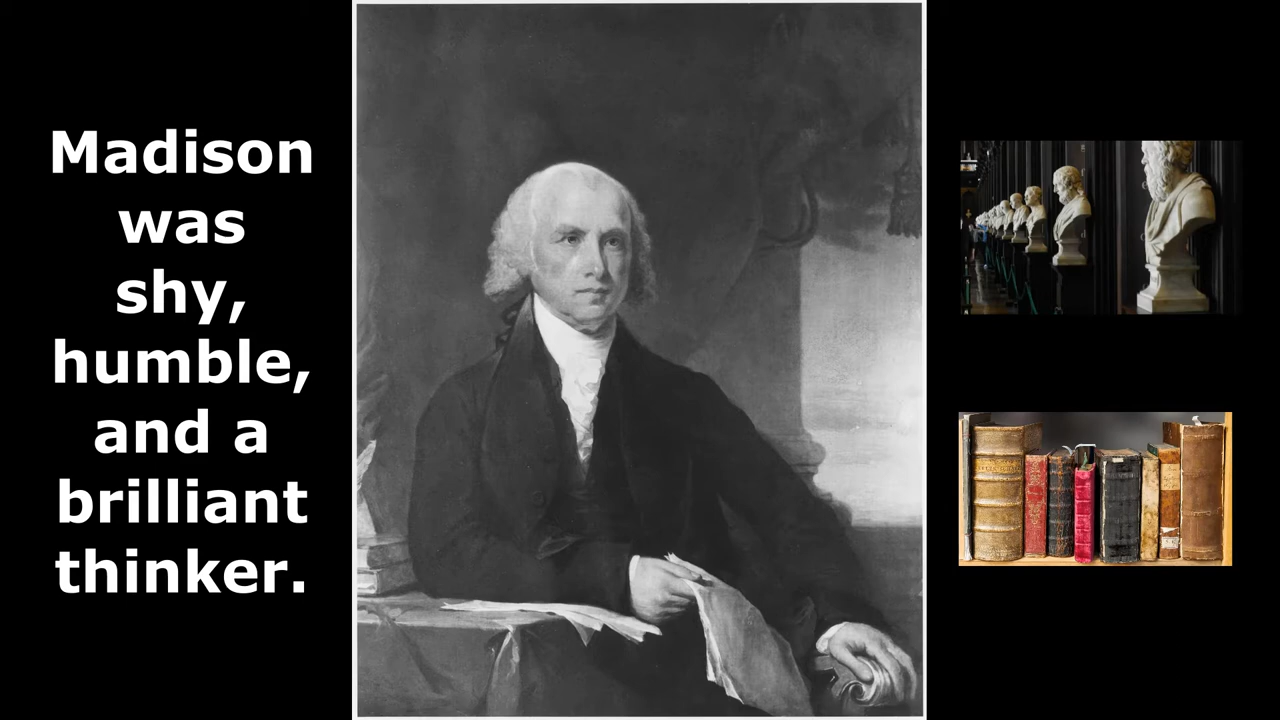 Madison
was
shy,
humble,
and a
brilliant
thinker.